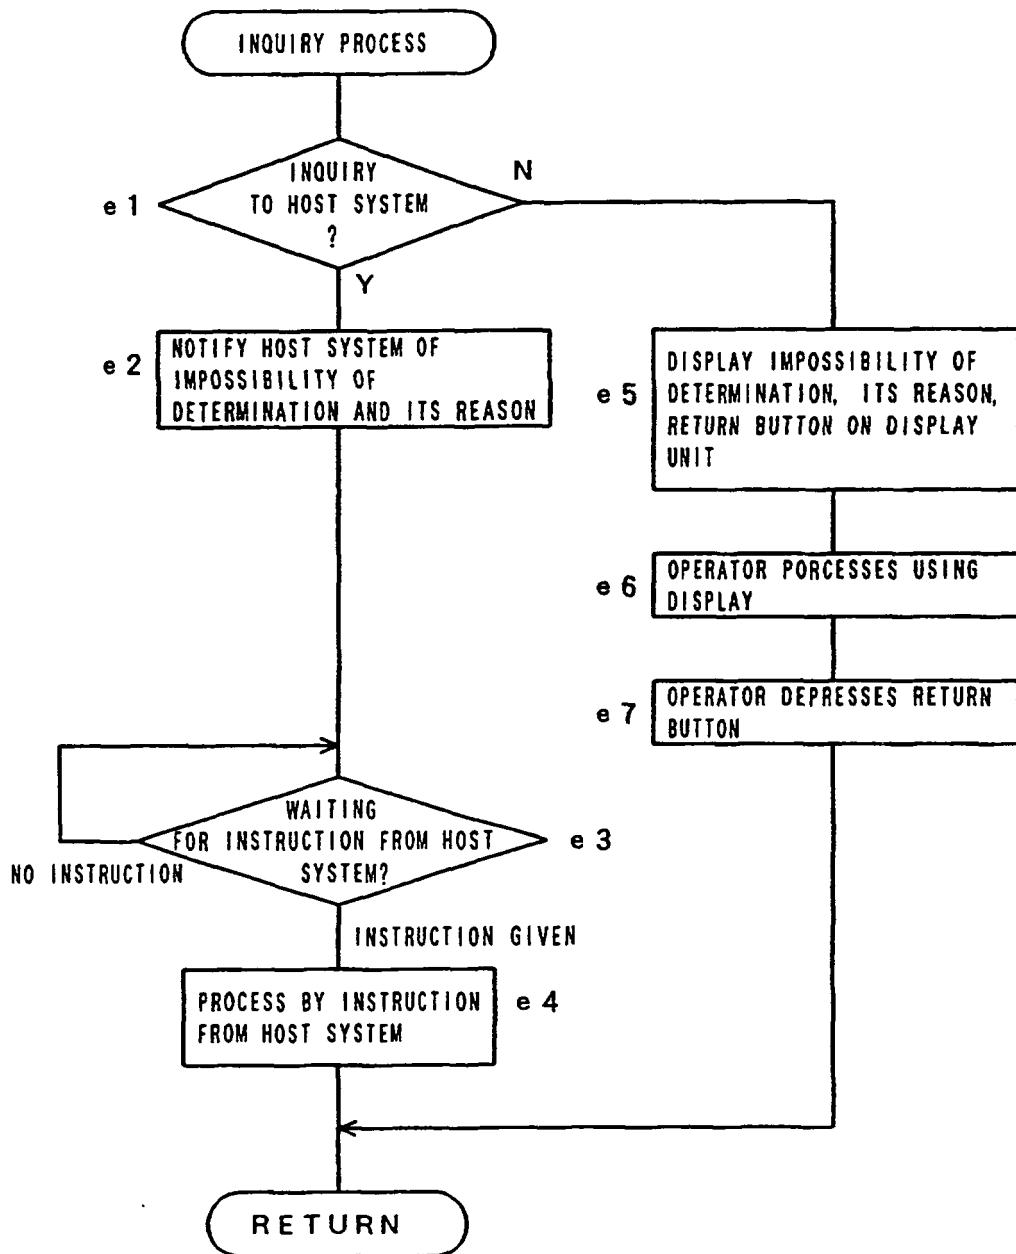 INQUIRY PROCESS
INQUIRY
TO HOST SYSTEM
?
e 1
N
Y
e 2
NOTIFY HOST SYSTEM OF
IMPOSSIBILITY OF
DETERMINATION AND ITS REASON
e 5
DISPLAY IMPOSSIBILITY OF
DETERMINATION, ITS REASON,
RETURN BUTTON ON DISPLAY
UNIT
e 6
OPERATOR PORCESSES USING
DISPLAY
e 7
OPERATOR DEPRESSES RETURN
BUTTON
WAITING
FOR INSTRUCTION FROM HOST
SYSTEM?
e 3
NO INSTRUCTION
INSTRUCTION GIVEN
PROCESS BY INSTRUCTION
FROM HOST SYSTEM
e 4
RETURN